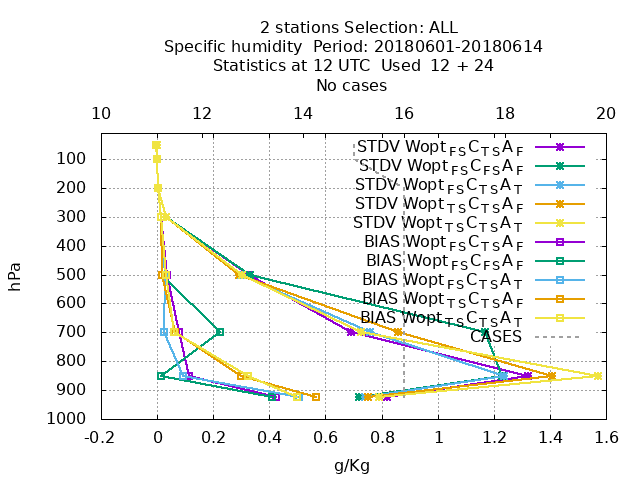 2 stations Selection: ALL
Specific humidity  Period: 20180601-20180614
Statistics at 12 UTC  Used  12 + 24
No cases
10 12 14 16 18 20
STDV Wopt_FS C_TS A_F
100
STDV Wopt_FS C_FS A_F
STDV Wopt_FS C_TS A_T
200
STDV Wopt_TS C_TS A_F
300
STDV Wopt_TS C_TS A_T
BIAS Wopt_FS C_TS A_F
400
BIAS Wopt_FS C_FS A_F
500
BIAS Wopt_FS C_TS A_T
600
BIAS Wopt_TS C_TS A_F
BIAS Wopt_TS C_TS A_T
700
CASES
800
900
1000
hPa
-0.2 0 0.2 0.4 0.6 0.8 1 1.2 1.4 1.6
g/Kg